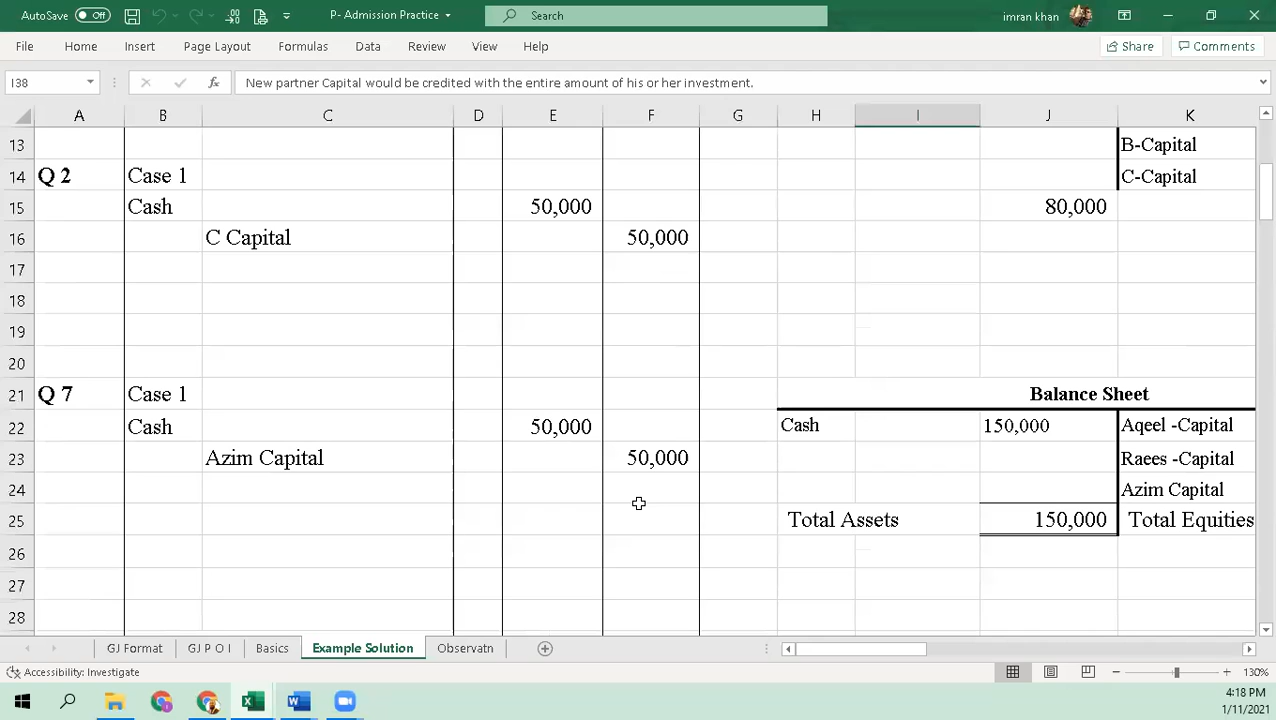 AutoSave Off P- Admission Practice Search imran khan
File Home Insert Page Layout Formulas Data Review View Help Share Comments
I38 fx New partner Capital would be credited with the entire amount of his or her investment.
A B C D E F G H I J K
13 B-Capital
14 Q 2 Case 1 C-Capital
15 Cash 50,000 80,000
16 C Capital 50,000
17
18
19
20
21 Q 7 Case 1 Balance Sheet
22 Cash 50,000 Cash 150,000 Aqeel -Capital
23 Azim Capital 50,000 Raees -Capital
24 Azim Capital
25 Total Assets 150,000 Total Equities
26
27
28
GJ Format GJ P O I Basics Example Solution Observatn
Accessibility: Investigate 130%
4:18 PM
1/11/2021